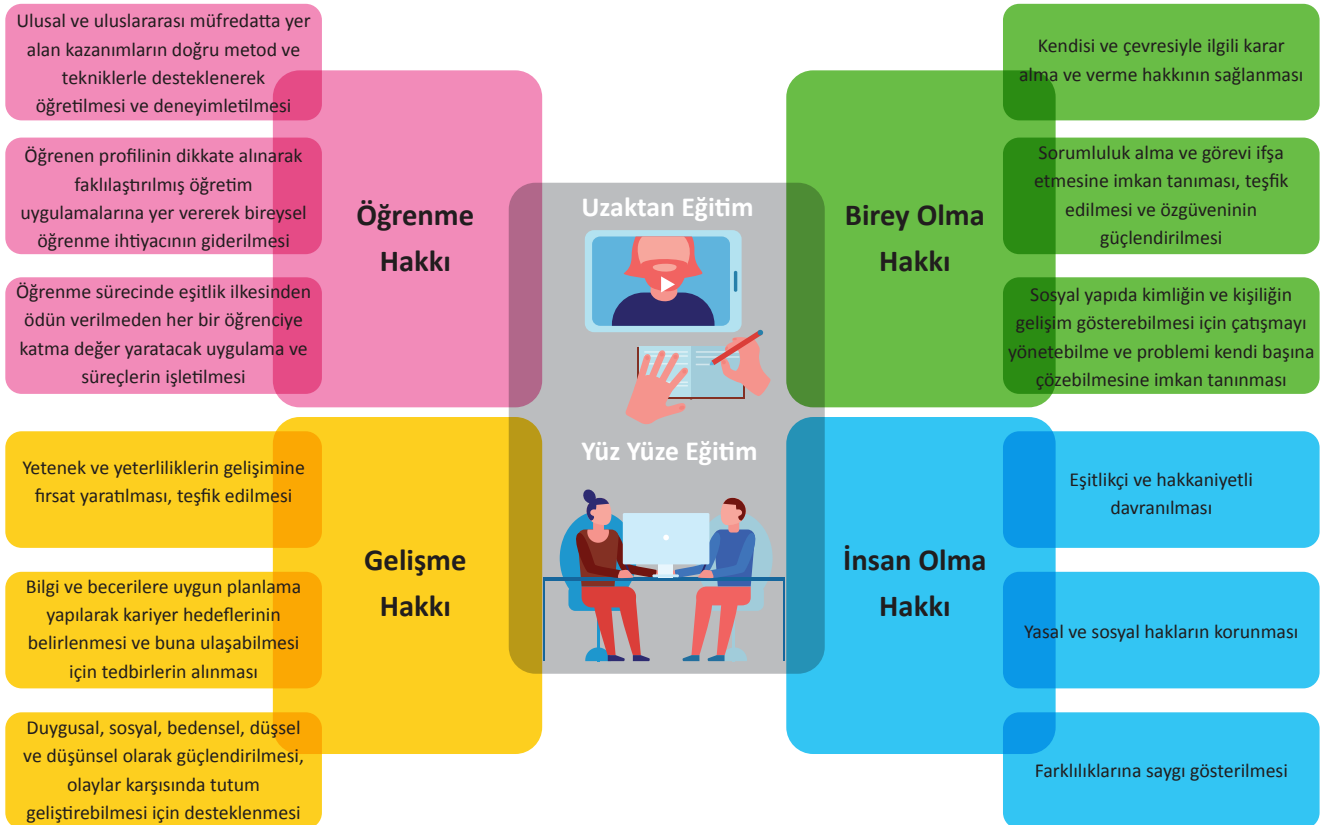 Ulusal ve uluslararası müfredatta yer
alan kazanımların doğru metod ve
tekniklerle desteklenerek
öğretilmesi ve deneyimletilmesi
Öğrenen profilinin dikkate alınarak
faklılaştırılmış öğretim
uygulamalarına yer vererek bireysel
öğrenme ihtiyacının giderilmesi
Öğrenme sürecinde eşitlik ilkesinden
ödün verilmeden her bir öğrenciye
katma değer yaratacak uygulama ve
süreçlerin işletilmesi
Öğrenme
Hakkı
Uzaktan Eğitim
Birey Olma
Hakkı
Kendisi ve çevresiyle ilgili karar
alma ve verme hakkının sağlanması
Sorumluluk alma ve görevi ifşa
etmesine imkan tanıması, teşfik
edilmesi ve özgüveninin
güçlendirilmesi
Sosyal yapıda kimliğin ve kişiliğin
gelişim gösterebilmesi için çatışmayı
yönetebilme ve problemi kendi başına
çözebilmesine imkan tanınması
Yetenek ve yeterliliklerin gelişimine
fırsat yaratılması, teşfik edilmesi
Bilgi ve becerilere uygun planlama
yapılarak kariyer hedeflerinin
belirlenmesi ve buna ulaşabilmesi
için tedbirlerin alınması
Duygusal, sosyal, bedensel, düşsel
ve düşünsel olarak güçlendirilmesi,
olaylar karşısında tutum
geliştirebilmesi için desteklenmesi
Gelişme
Hakkı
Yüz Yüze Eğitim
İnsan Olma
Hakkı
Eşitlikçi ve hakkaniyetli
davranılması
Yasal ve sosyal hakların korunması
Farklılıklarına saygı gösterilmesi